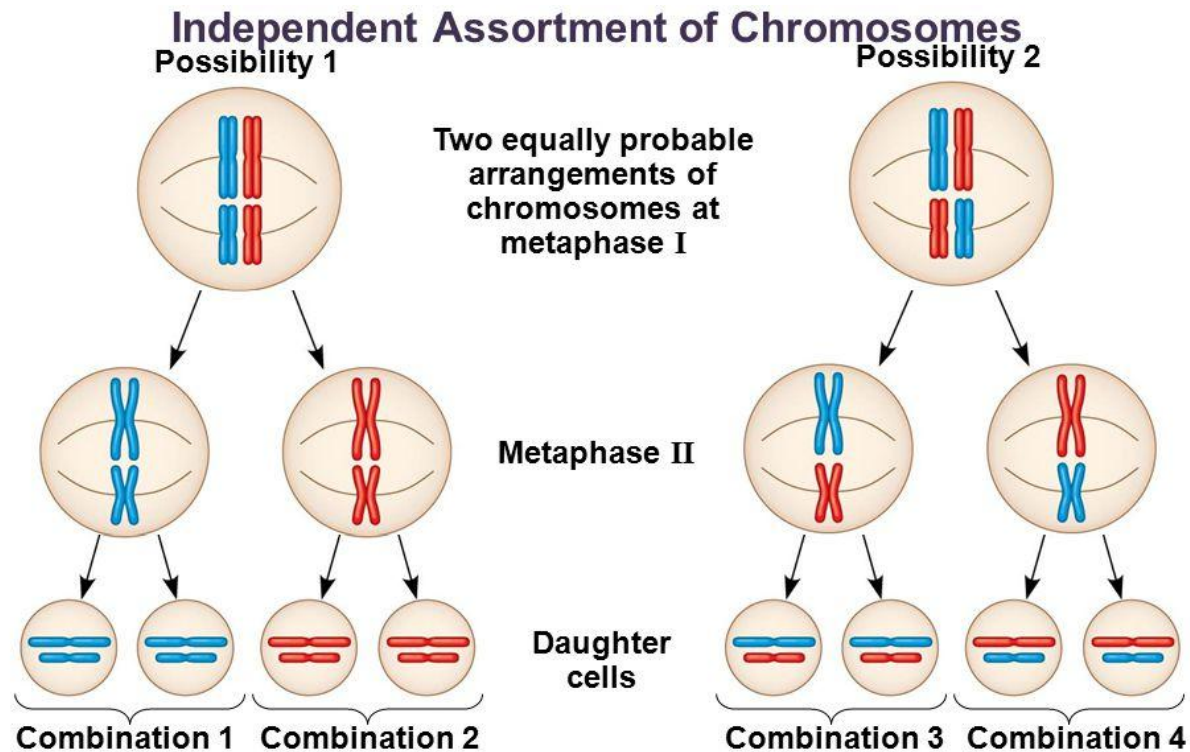 Independent Assortment of Chromosomes
Possibility 1
Possibility 2
Two equally probable
arrangements of
chromosomes at
metaphase I
Metaphase II
Daughter
cells
Combination 1
Combination 2
Combination 3
Combination 4